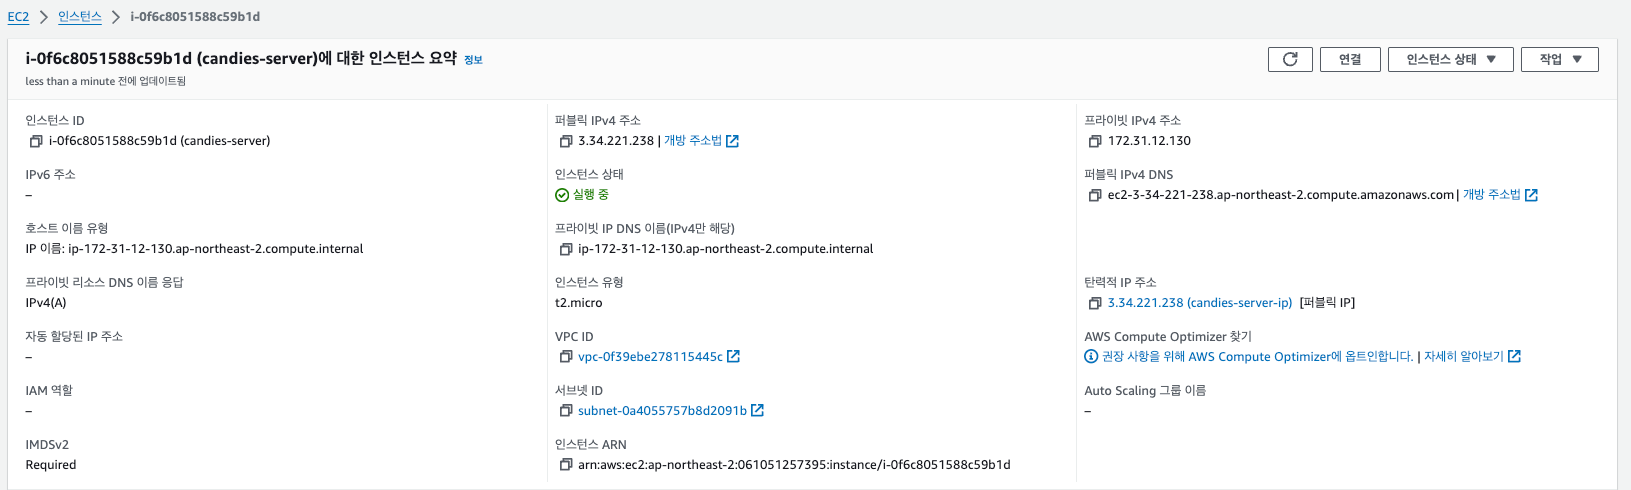 EC2 > 인스턴스 > i-0f6c8051588c59b1d
i-0f6c8051588c59b1d (candies-server)에 대한 인스턴스 요약 정보
less than a minute 전에 업데이트됨
연결
인스턴스 상태
작업
인스턴스 ID
i-0f6c8051588c59b1d (candies-server)
퍼블릭 IPv4 주소
3.34.221.238 | 개방 주소법
프라이빗 IPv4 주소
172.31.12.130
IPv6 주소
–
인스턴스 상태
실행 중
퍼블릭 IPv4 DNS
ec2-3-34-221-238.ap-northeast-2.compute.amazonaws.com | 개방 주소법
호스트 이름 유형
IP 이름: ip-172-31-12-130.ap-northeast-2.compute.internal
프라이빗 IP DNS 이름(IPv4만 해당)
ip-172-31-12-130.ap-northeast-2.compute.internal
프라이빗 리소스 DNS 이름 응답
IPv4(A)
인스턴스 유형
t2.micro
탄력적 IP 주소
3.34.221.238 (candies-server-ip) [퍼블릭 IP]
자동 할당된 IP 주소
–
VPC ID
vpc-0f39ebe278115445c
AWS Compute Optimizer 찾기
권장 사항을 위해 AWS Compute Optimizer에 옵트인합니다. | 자세히 알아보기
IAM 역할
–
서브넷 ID
subnet-0a4055757b8d2091b
Auto Scaling 그룹 이름
–
IMDSv2
Required
인스턴스 ARN
arn:aws:ec2:ap-northeast-2:061051257395:instance/i-0f6c8051588c59b1d